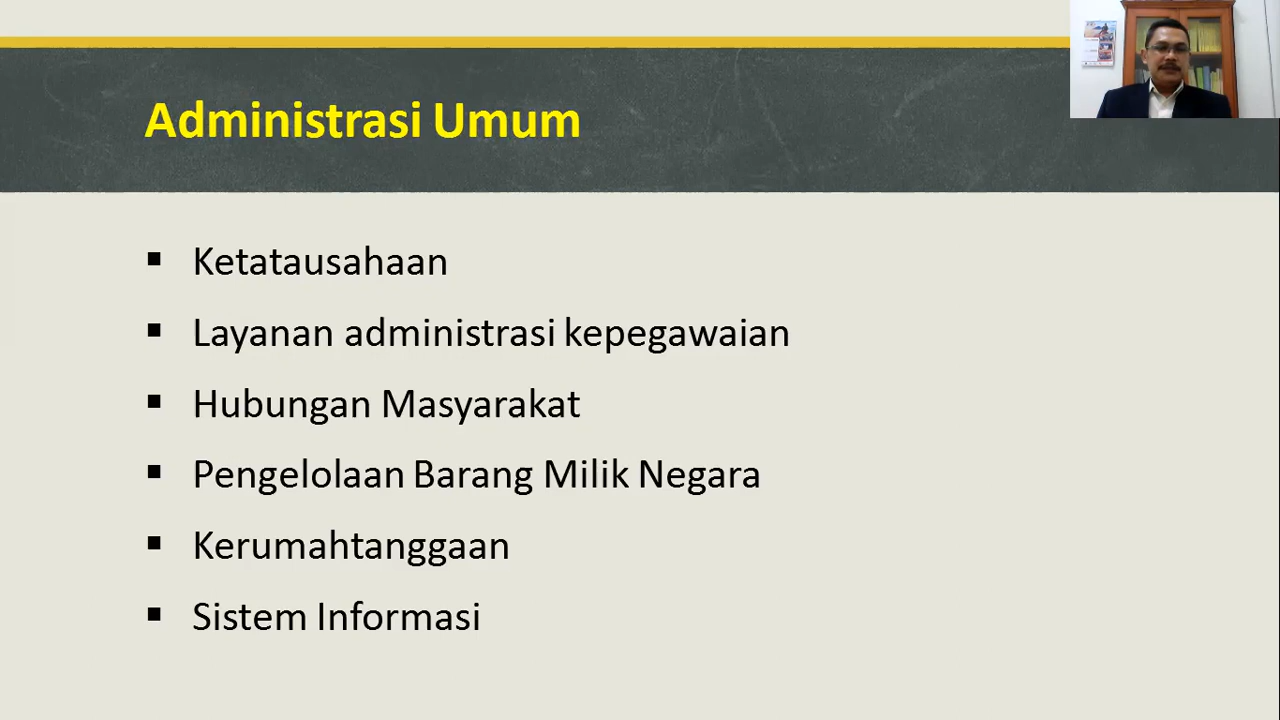 Administrasi Umum
▪ Ketatausahaan
▪ Layanan administrasi kepegawaian
▪ Hubungan Masyarakat
▪ Pengelolaan Barang Milik Negara
▪ Kerumahtanggaan
▪ Sistem Informasi